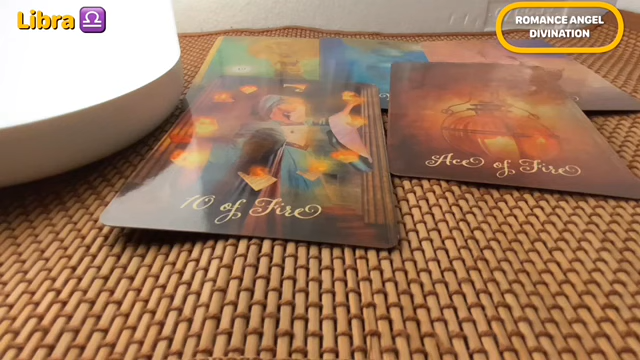 Libra♎
ROMANCE ANGEL
DIVINATION
10 of Fire
Ace of Fire